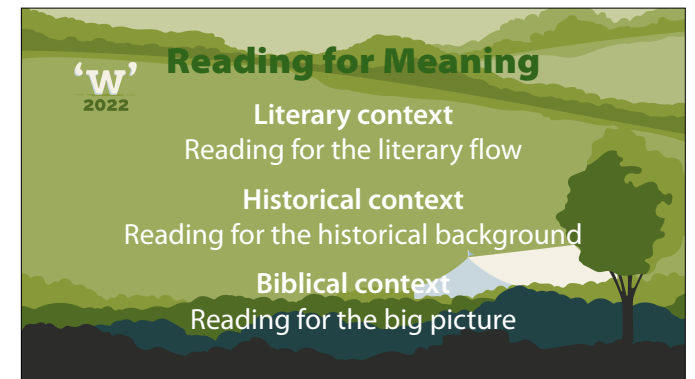 Reading for Meaning
‘W’
2022
Literary context
Reading for the literary flow
Historical context
Reading for the historical background
Biblical context
Reading for the big picture